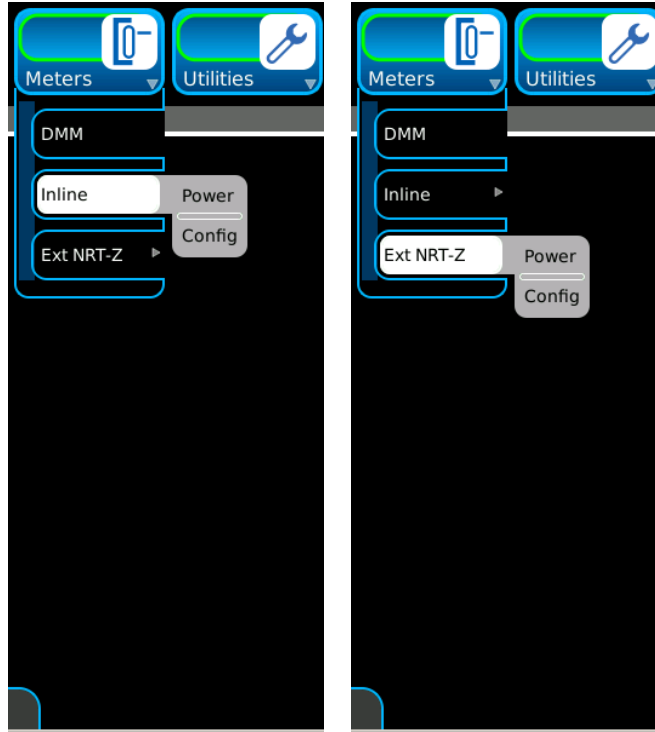 Meters
Utilities
DMM
Inline
Power
Config
Ext NRT-Z
Meters
Utilities
DMM
Inline
Ext NRT-Z
Power
Config